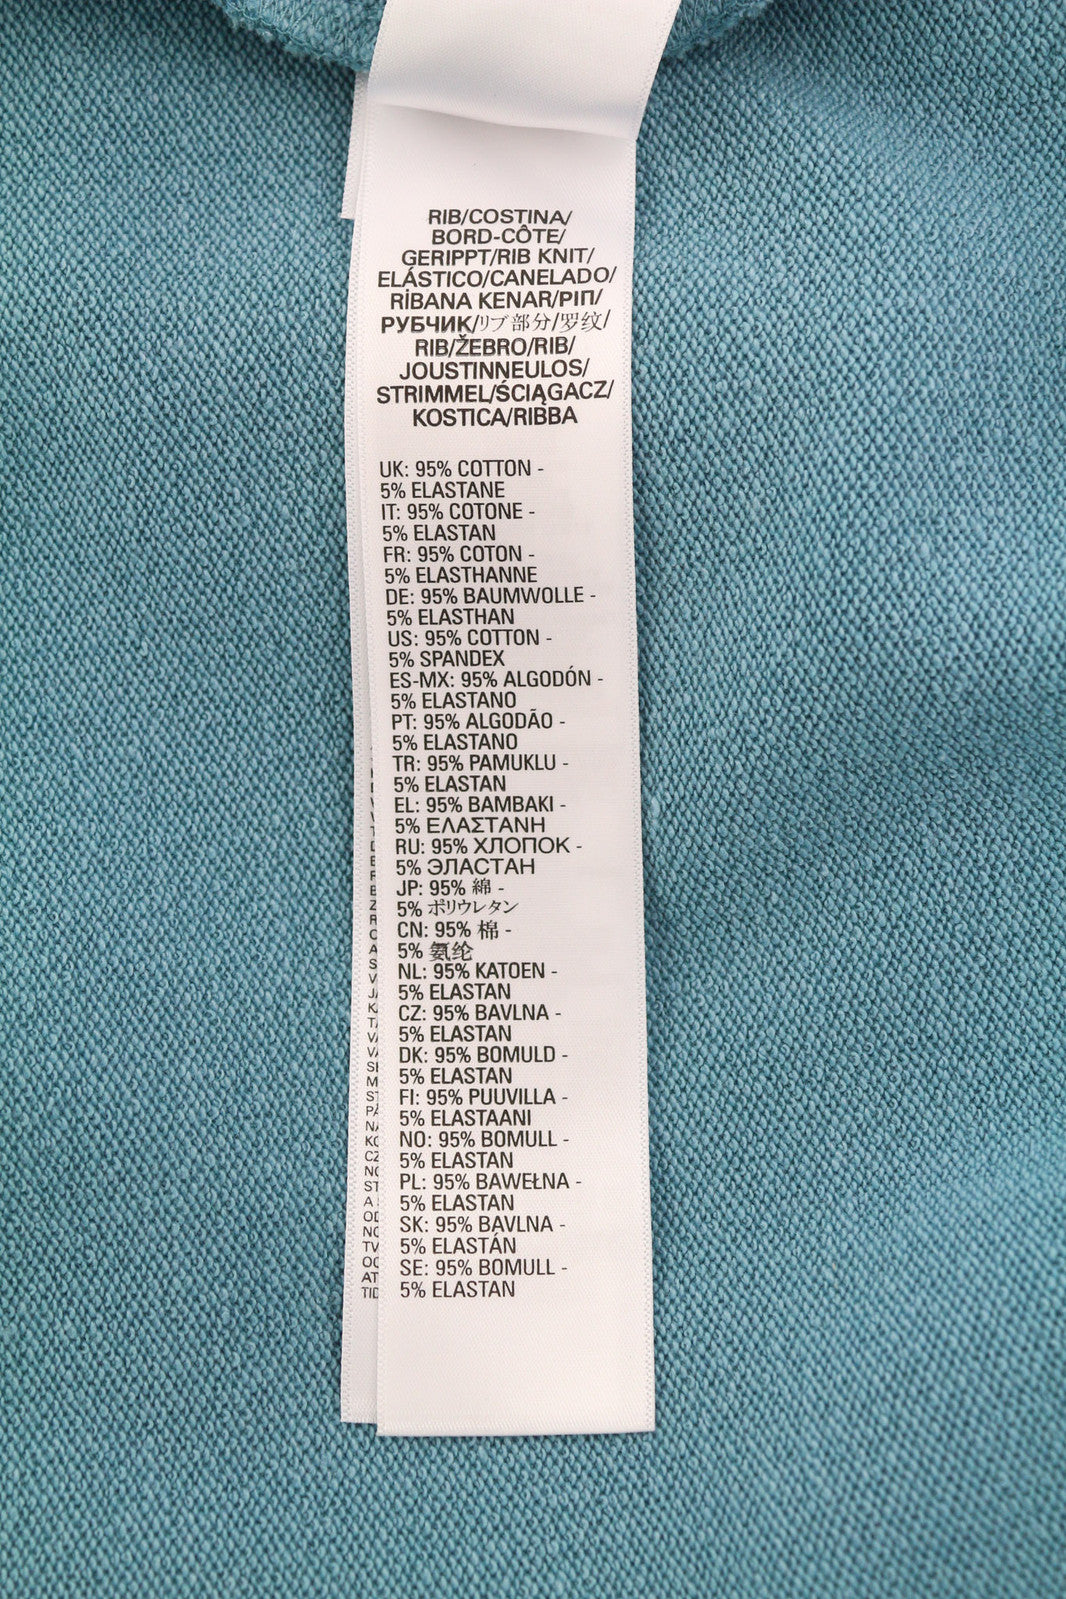 RIB/COSTINA/
BORD-CÔTE/
GERIPPT/RIB KNIT/
ELÁSTICO/CANELADO/
RİBANA KENAR/ΡΙΠ/
РУБЧИК/リブ部分/罗纹/
RIB/ŽEBRO/RIB/
JOUSTINNEULOS/
STRIMMEL/ŚCIĄGACZ/
KOSTICA/RIBBA
UK: 95% COTTON -
5% ELASTANE
IT: 95% COTONE -
5% ELASTAN
FR: 95% COTON -
5% ELASTHANNE
DE: 95% BAUMWOLLE -
5% ELASTHAN
US: 95% COTTON -
5% SPANDEX
ES-MX: 95% ALGODÓN -
5% ELASTANO
PT: 95% ALGODÃO -
5% ELASTANO
TR: 95% PAMUKLU -
5% ELASTAN
EL: 95% ΒΑΜΒΑΚΙ -
5% ΕΛΑΣΤΑΝΗ
RU: 95% ХЛОПОК -
5% ЭЛАСТАН
JP: 95% 綿 -
5% ポリウレタン
CN: 95% 棉 -
5% 氨纶
NL: 95% KATOEN -
5% ELASTAN
CZ: 95% BAVLNA -
5% ELASTAN
DK: 95% BOMULD -
5% ELASTAN
FI: 95% PUUVILLA -
5% ELASTAANI
NO: 95% BOMULL -
5% ELASTAN
PL: 95% BAWEŁNA -
5% ELASTAN
SK: 95% BAVLNA -
5% ELASTÁN
SE: 95% BOMULL -
5% ELASTAN